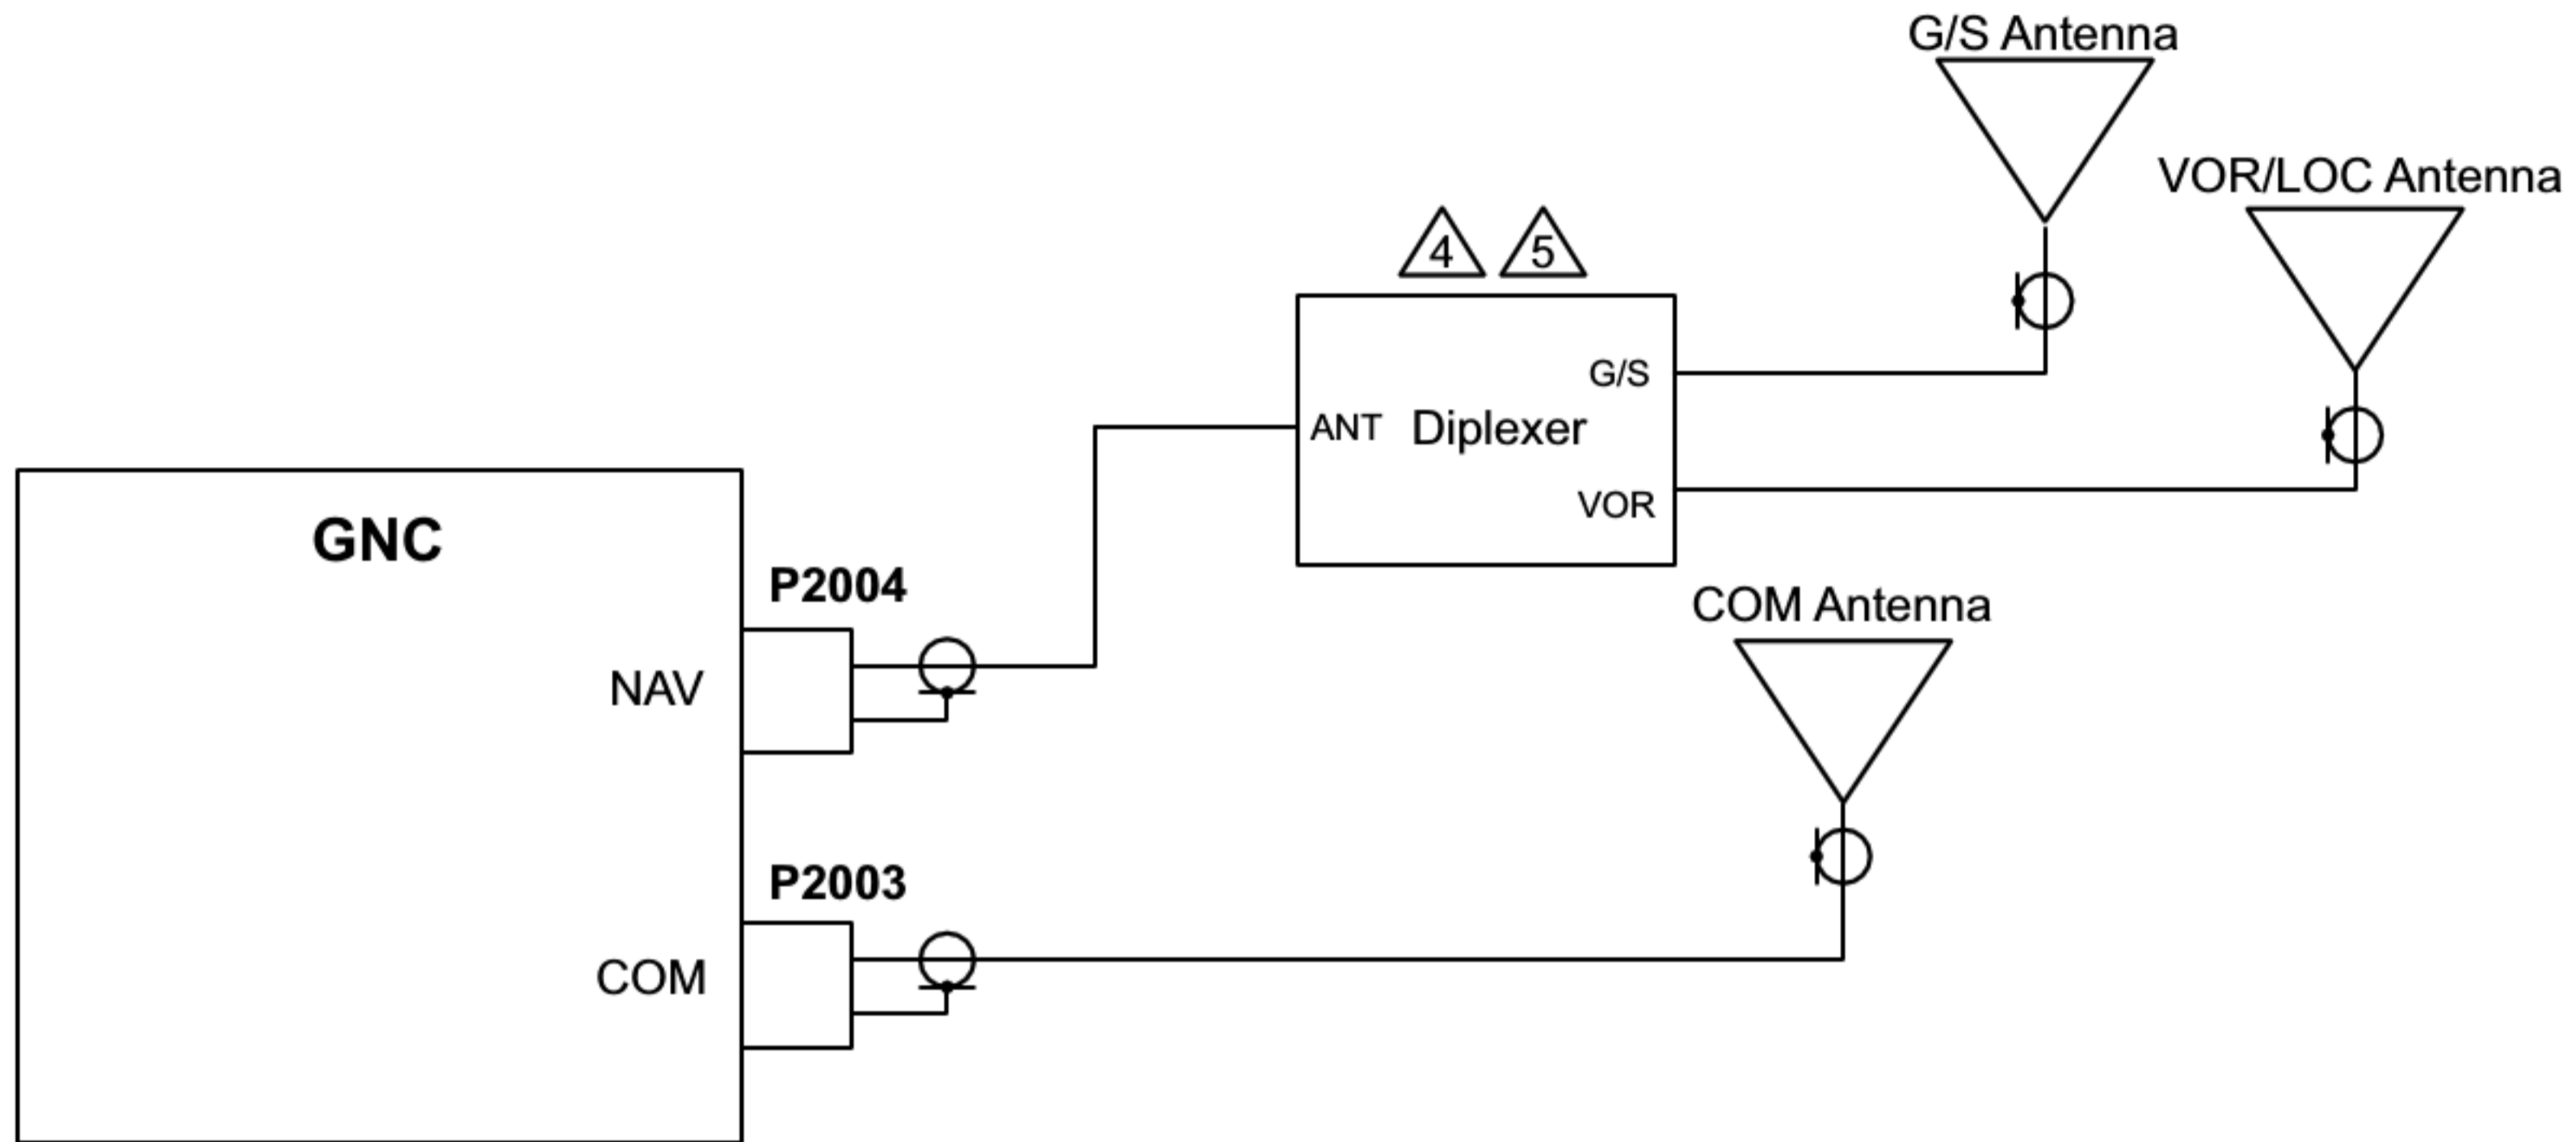 G/S Antenna
VOR/LOC Antenna
4 5
G/S
ANT Diplexer
VOR
GNC
P2004
COM Antenna
NAV
P2003
COM